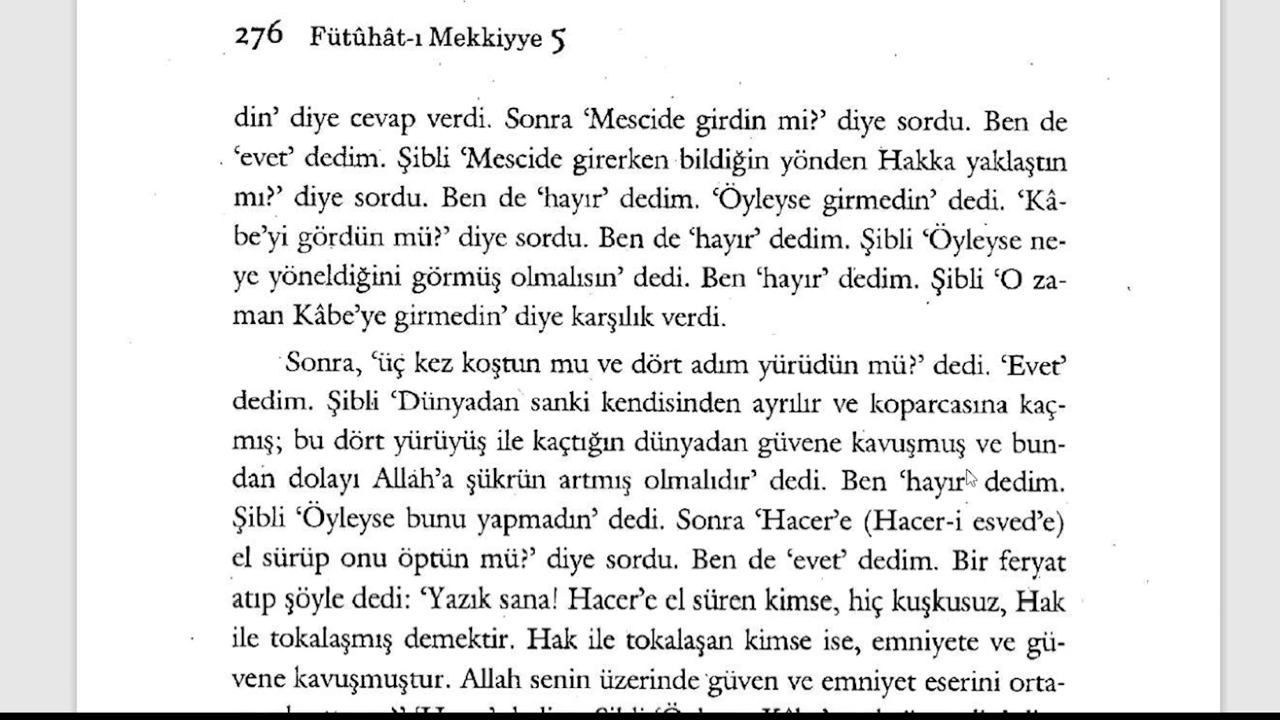 276 Fütûhât-ı Mekkiyye 5
din’ diye cevap verdi. Sonra ‘Mescide girdin mi?’ diye sordu. Ben de
‘evet’ dedim. Şibli ‘Mescide girerken bildiğin yönden Hakka yaklaştın
mı?’ diye sordu. Ben de ‘hayır’ dedim. ‘Öyleyse girmedin’ dedi. ‘Kâ-
be’yi gördün mü?’ diye sordu. Ben de ‘hayır’ dedim. Şibli ‘Öyleyse ne-
ye yöneldiğini görmüş olmalısın’ dedi. Ben ‘hayır’ dedim. Şibli ‘O za-
man Kâbe’ye girmedin’ diye karşılık verdi.
Sonra, ‘üç kez koştun mu ve dört adım yürüdün mü?’ dedi. ‘Evet’
dedim. Şibli ‘Dünyadan sanki kendisinden ayrılır ve koparcasına kaç-
mış; bu dört yürüyüş ile kaçtığın dünyadan güvene kavuşmuş ve bun-
dan dolayı Allah’a şükrün artmış olmalıdır’ dedi. Ben ‘hayır’ dedim.
Şibli ‘Öyleyse bunu yapmadın’ dedi. Sonra ‘Hacer’e (Hacer-i esved’e)
el sürüp onu öptün mü?’ diye sordu. Ben de ‘evet’ dedim. Bir feryat
atıp şöyle dedi: ‘Yazık sana! Hacer’e el süren kimse, hiç kuşkusuz, Hak
ile tokalaşmış demektir. Hak ile tokalaşan kimse ise, emniyete ve gü-
vene kavuşmuştur. Allah senin üzerinde güven ve emniyet eserini orta-